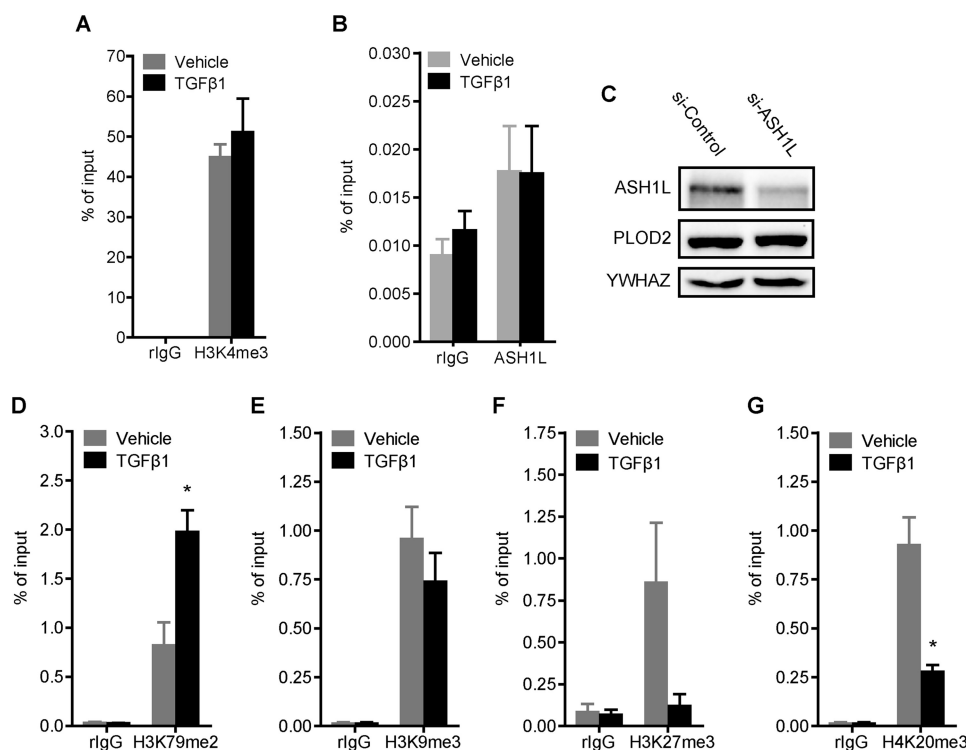 A
Vehicle
TGFβ1
% of input
70
60
50
40
30
20
10
0
rIgG H3K4me3
B
Vehicle
TGFβ1
% of input
0.030
0.025
0.020
0.015
0.010
0.005
0.000
rIgG ASH1L
C
si-Control si-ASH1L
ASH1L
PLOD2
YWHAZ
D
Vehicle
TGFβ1
% of input
3.0
2.5
2.0
1.5
1.0
0.5
0.0
*
rIgG H3K79me2
E
Vehicle
TGFβ1
% of input
1.50
1.25
1.00
0.75
0.50
0.25
0.00
rIgG H3K9me3
F
Vehicle
TGFβ1
% of input
1.75
1.50
1.25
1.00
0.75
0.50
0.25
0.00
rIgG H3K27me3
G
Vehicle
TGFβ1
% of input
1.50
1.25
1.00
0.75
0.50
0.25
0.00
*
rIgG H4K20me3